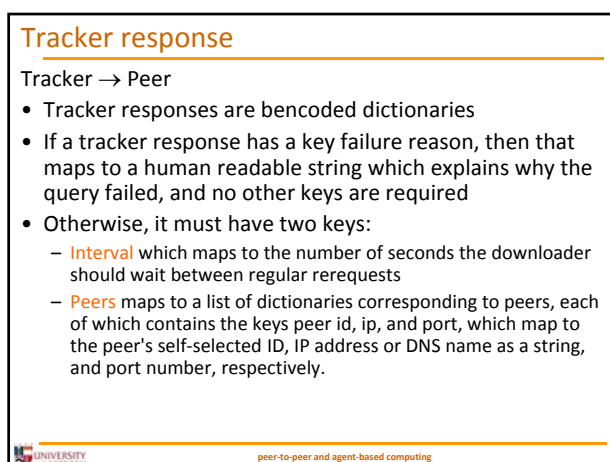 Tracker response
Tracker → Peer
• Tracker responses are bencoded dictionaries
• If a tracker response has a key failure reason, then that
maps to a human readable string which explains why the
query failed, and no other keys are required
• Otherwise, it must have two keys:
– Interval which maps to the number of seconds the downloader
should wait between regular rerequests
– Peers maps to a list of dictionaries corresponding to peers, each
of which contains the keys peer id, ip, and port, which map to
the peer's self-selected ID, IP address or DNS name as a string,
and port number, respectively.
UNIVERSITY
peer-to-peer and agent-based computing